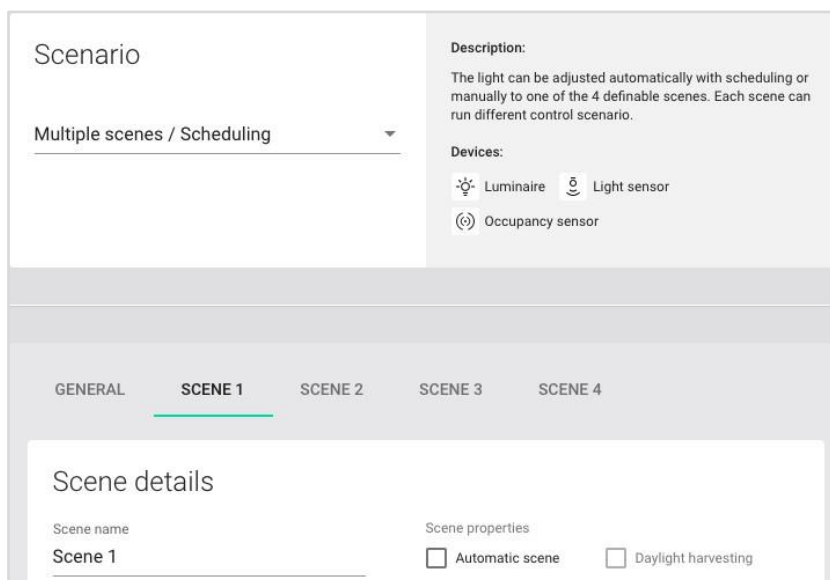 Scenario
Multiple scenes / Scheduling
Description:
The light can be adjusted automatically with scheduling or
manually to one of the 4 definable scenes. Each scene can
run different control scenario.
Devices:
Luminaire Light sensor
Occupancy sensor
GENERAL SCENE 1 SCENE 2 SCENE 3 SCENE 4
Scene details
Scene name
Scene 1
Scene properties
Automatic scene Daylight harvesting